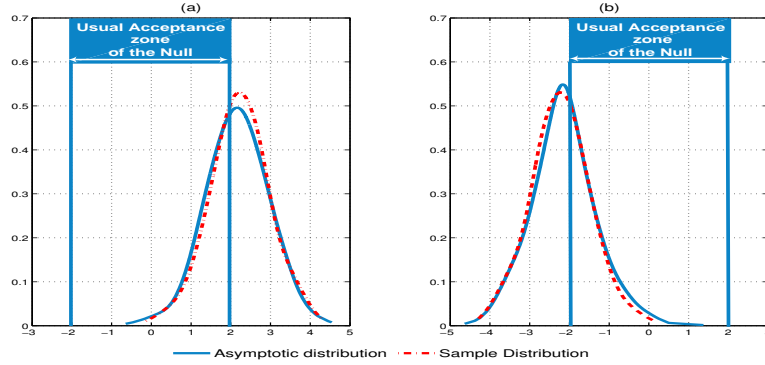 (a)
(b)
0.7
0.6
0.5
0.4
0.3
0.2
0.1
0
Usual Acceptance
zone
of the Null
−3 −2 −1 0 1 2 3 4 5
0.7
0.6
0.5
0.4
0.3
0.2
0.1
0
Usual Acceptance
zone
of the Null
−5 −4 −3 −2 −1 0 1 2 3
Asymptotic distribution
Sample Distribution